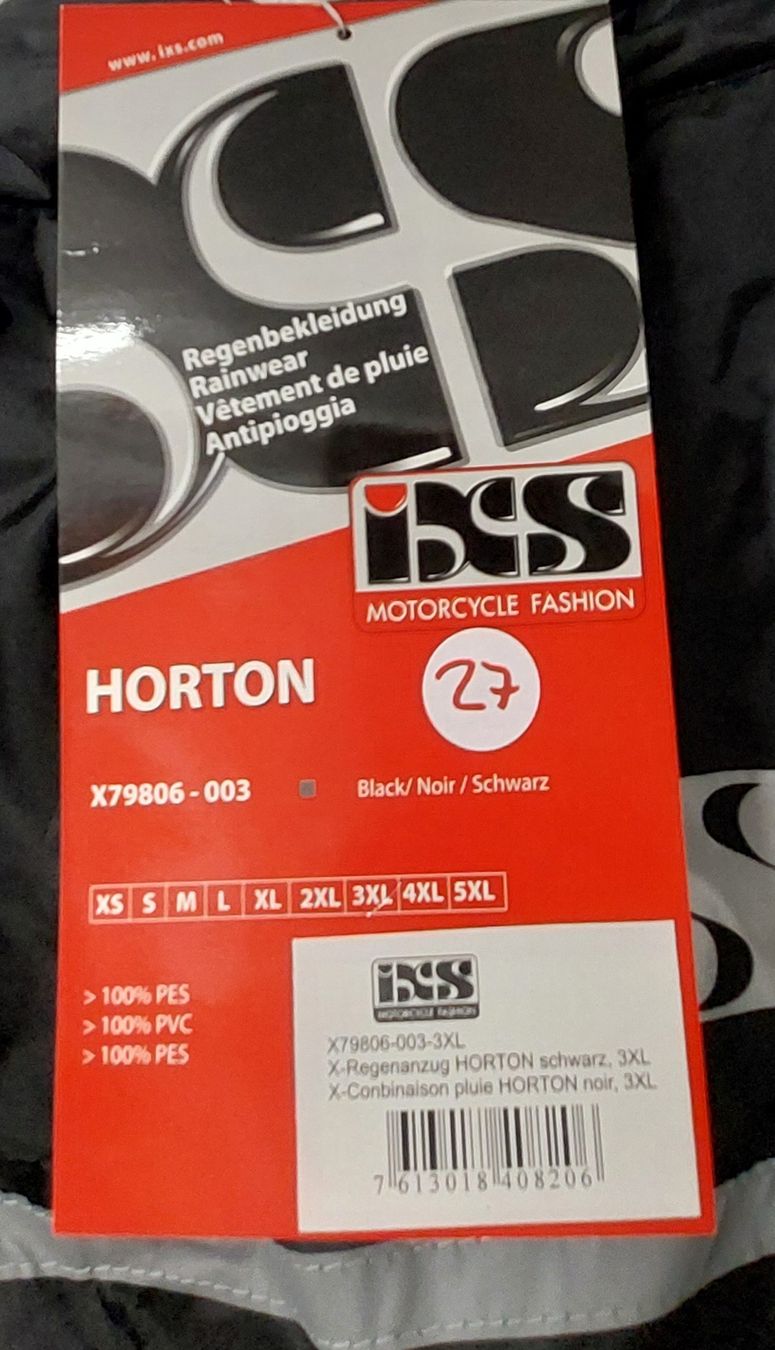 www.ixs.com
Regenbekleidung
Rainwear
Vêtement de pluie
Antipioggia
iXS
MOTORCYCLE FASHION
HORTON
27
X79806-003
Black/ Noir / Schwarz
XS S M L XL 2XL 3XL 4XL 5XL
> 100% PES
> 100% PVC
> 100% PES
iXS
MOTORCYCLE FASHION
X79806-003-3XL
X-Regenanzug HORTON schwarz, 3XL
X-Conbinaison pluie HORTON noir, 3XL
7 613018 408206